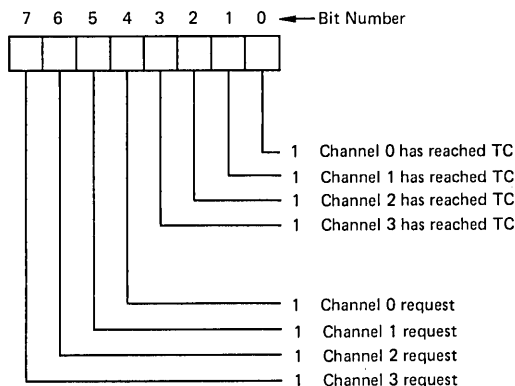 7 6 5 4 3 2 1 0 Bit Number
1 Channel 0 has reached TC
1 Channel 1 has reached TC
1 Channel 2 has reached TC
1 Channel 3 has reached TC
1 Channel 0 request
1 Channel 1 request
1 Channel 2 request
1 Channel 3 request